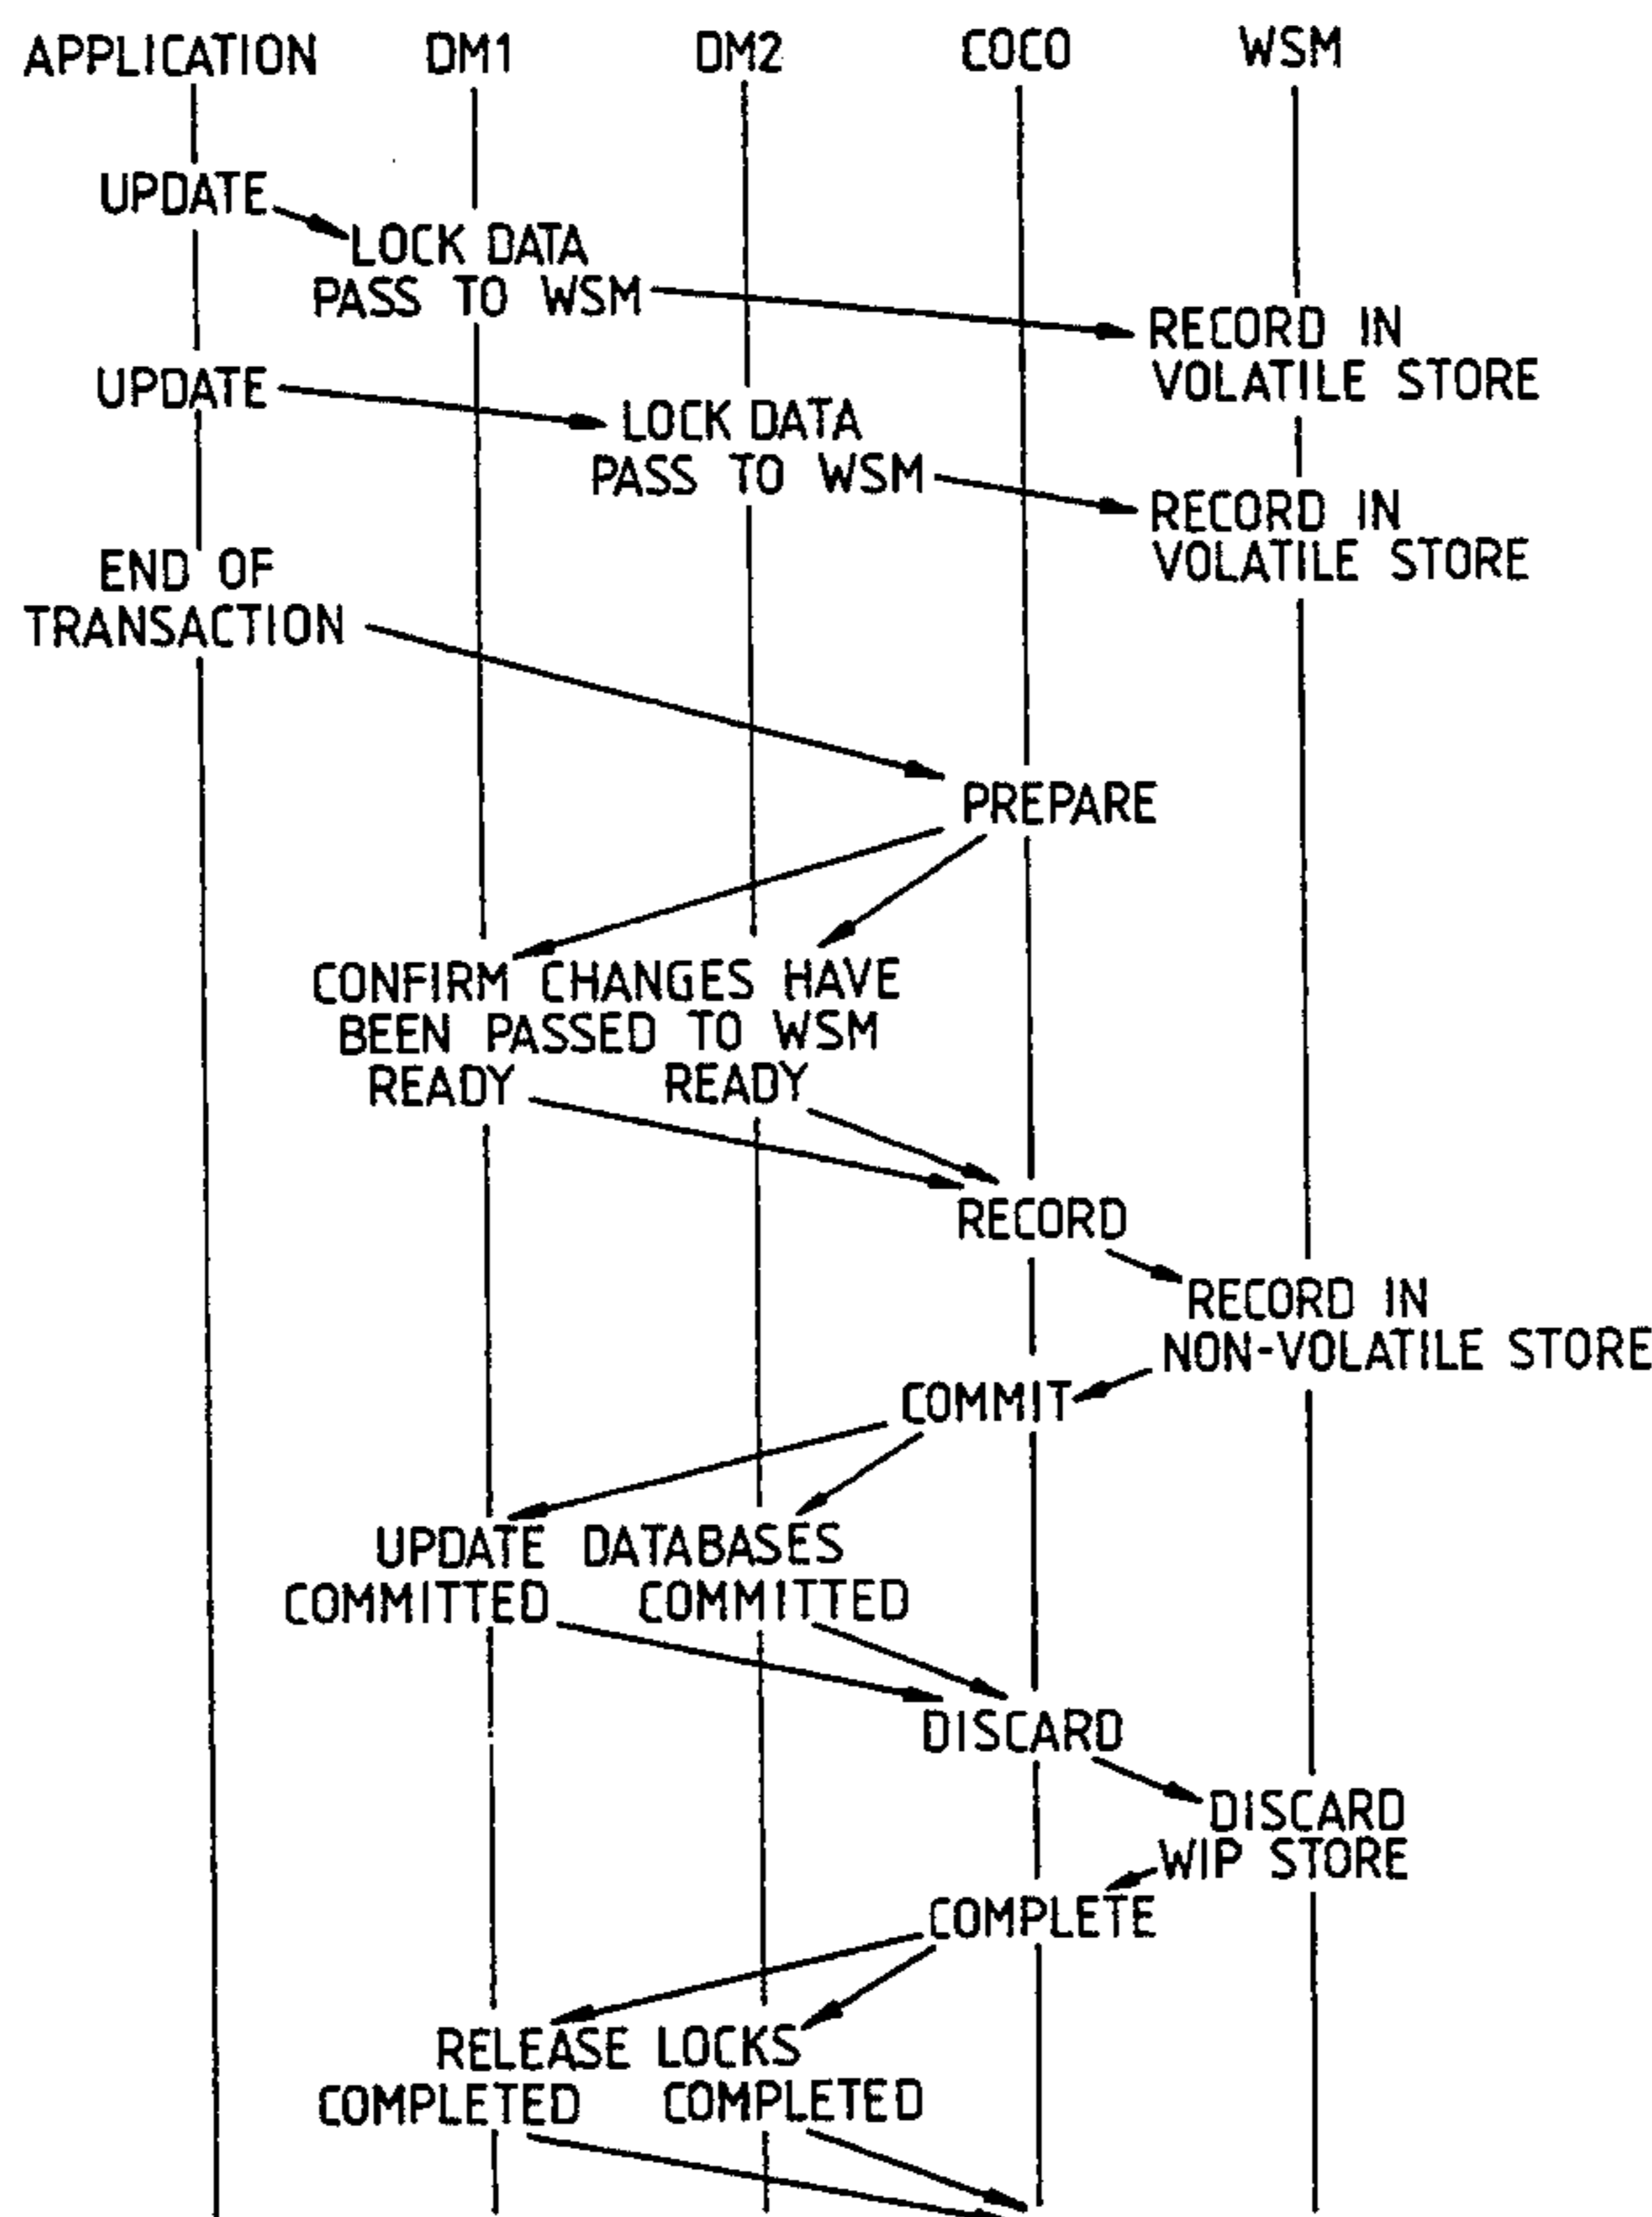 APPLICATION DM1 DM2 COCO WSM
UPDATE
LOCK DATA
PASS TO WSM
RECORD IN
VOLATILE STORE
UPDATE
LOCK DATA
PASS TO WSM
RECORD IN
VOLATILE STORE
END OF
TRANSACTION
PREPARE
CONFIRM CHANGES HAVE
BEEN PASSED TO WSM
READY READY
RECORD
RECORD IN
NON-VOLATILE STORE
COMMIT
UPDATE DATABASES
COMMITTED COMMITTED
DISCARD
DISCARD
WIP STORE
COMPLETE
RELEASE LOCKS
COMPLETED COMPLETED